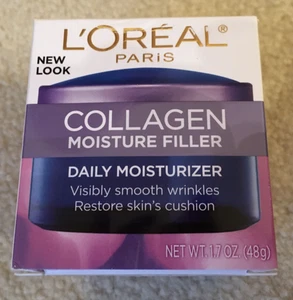 L'ORÉAL®
PARIS
NEW
LOOK
COLLAGEN
MOISTURE FILLER
DAILY MOISTURIZER
Visibly smooth wrinkles
Restore skin's cushion
NET WT. 1.7 OZ. (48g)